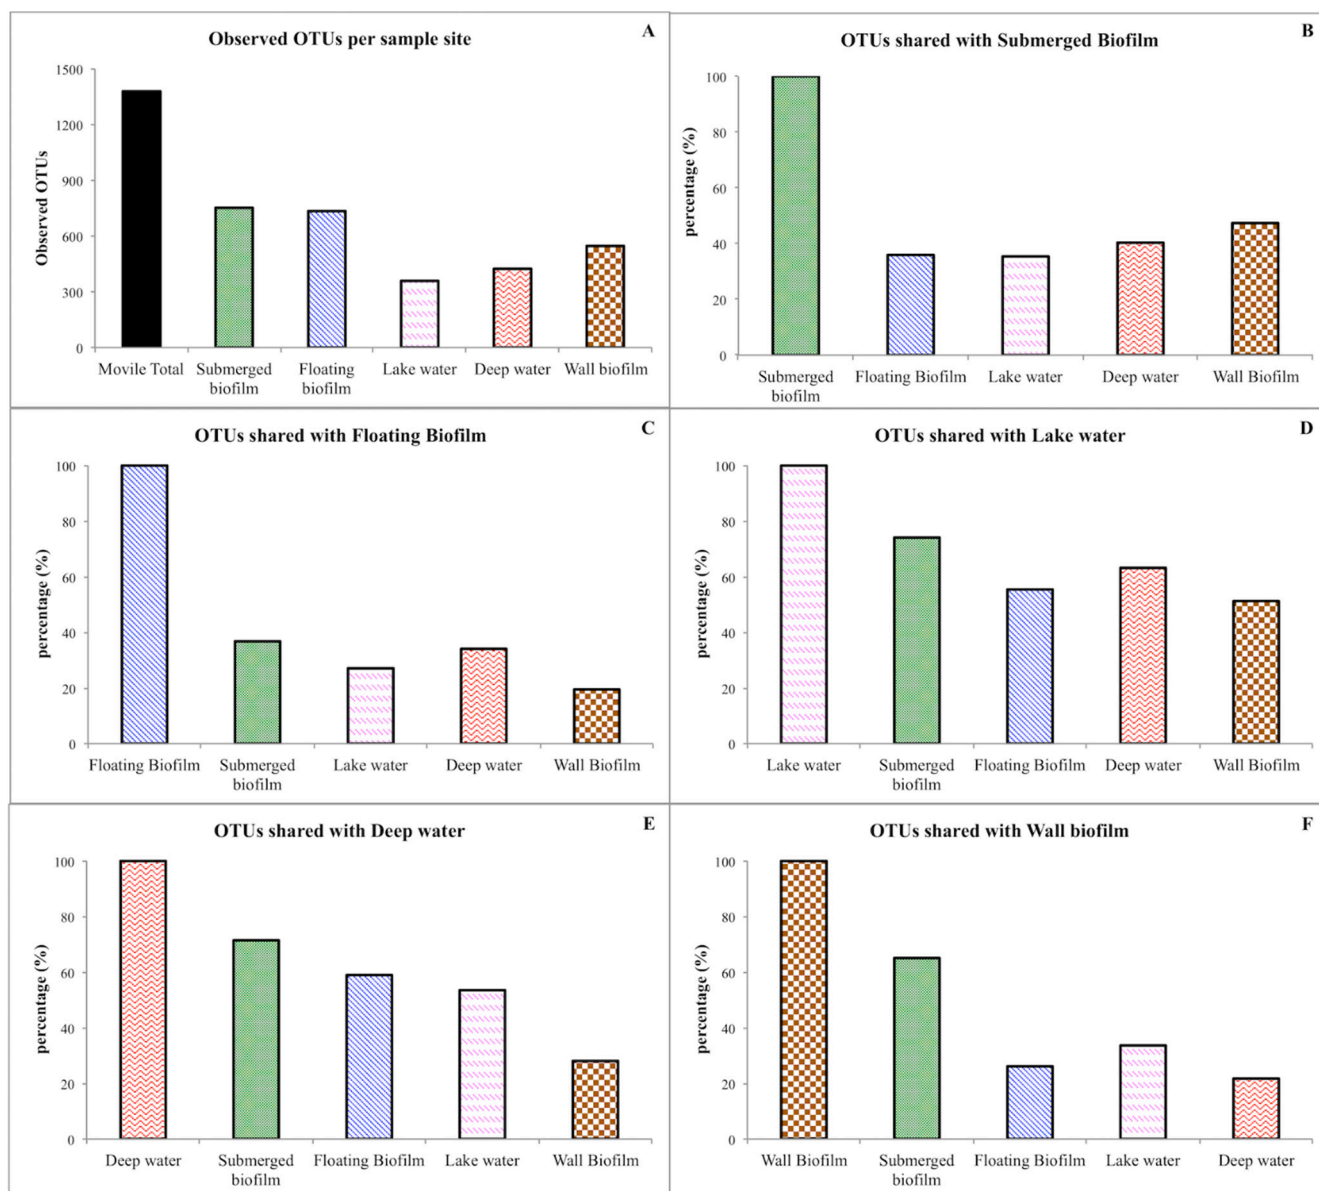 Observed OTUs per sample site
A
1500
1200
900
600
300
0
Observed OTUs
Movile Total
Submerged
biofilm
Floating
biofilm
Lake water
Deep water
Wall biofilm
OTUs shared with Submerged Biofilm
B
100
80
60
40
20
0
percentage (%)
Submerged
biofilm
Floating Biofilm
Lake water
Deep water
Wall Biofilm
OTUs shared with Floating Biofilm
C
100
80
60
40
20
0
percentage (%)
Floating Biofilm
Submerged
biofilm
Lake water
Deep water
Wall Biofilm
OTUs shared with Lake water
D
100
80
60
40
20
0
percentage (%)
Lake water
Submerged
biofilm
Floating Biofilm
Deep water
Wall Biofilm
OTUs shared with Deep water
E
100
80
60
40
20
0
percentage (%)
Deep water
Submerged
biofilm
Floating Biofilm
Lake water
Wall Biofilm
OTUs shared with Wall biofilm
F
100
80
60
40
20
0
percentage (%)
Wall Biofilm
Submerged
biofilm
Floating Biofilm
Lake water
Deep water